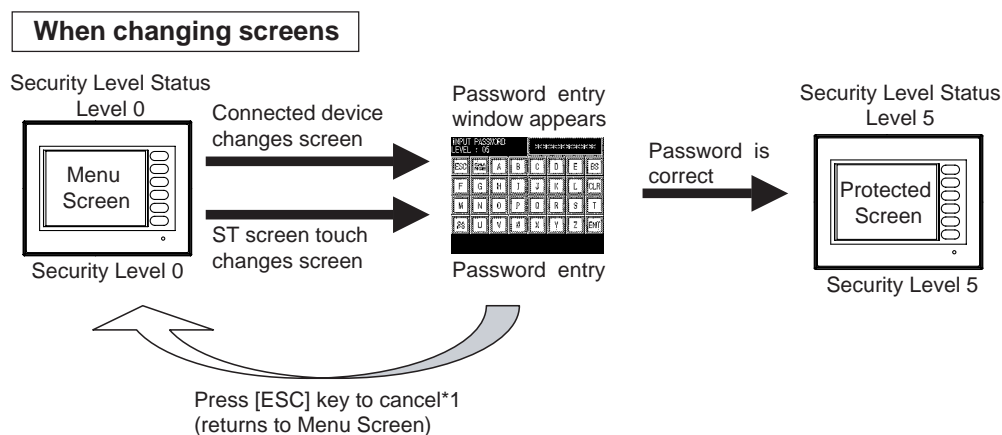 When changing screens
Security Level Status
Level 0
Menu
Screen
Security Level 0
Connected device
changes screen
ST screen touch
changes screen
Password entry
window appears
INPUT PASSWORD
LEVEL : 05
**********
ESC A B C D E BS
F G H I J K L CLR
M N O P Q R S T
U V W X Y Z ENT
Password entry
Password is
correct
Security Level Status
Level 5
Protected
Screen
Security Level 5
Press [ESC] key to cancel*1
(returns to Menu Screen)